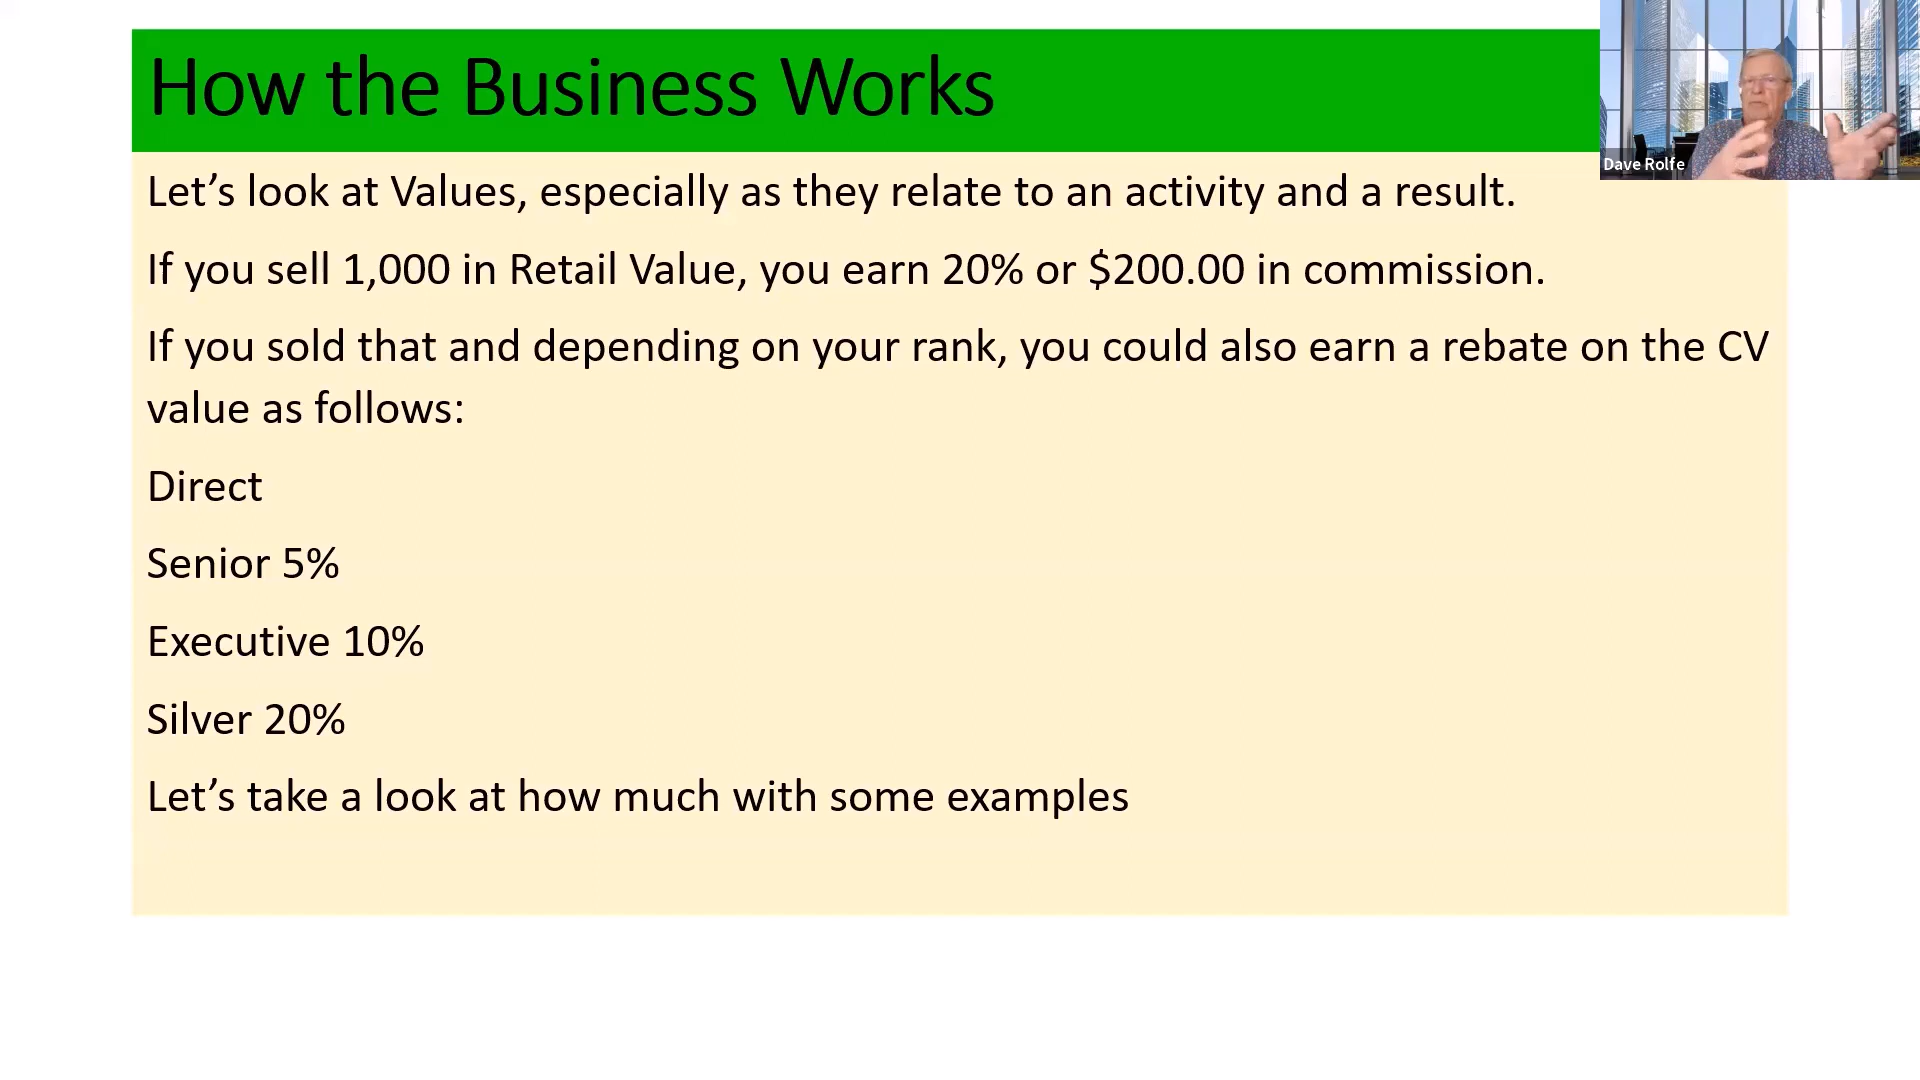 How the Business Works
Dave Rolfe
Let’s look at Values, especially as they relate to an activity and a result.
If you sell 1,000 in Retail Value, you earn 20% or $200.00 in commission.
If you sold that and depending on your rank, you could also earn a rebate on the CV
value as follows:
Direct
Senior 5%
Executive 10%
Silver 20%
Let’s take a look at how much with some examples